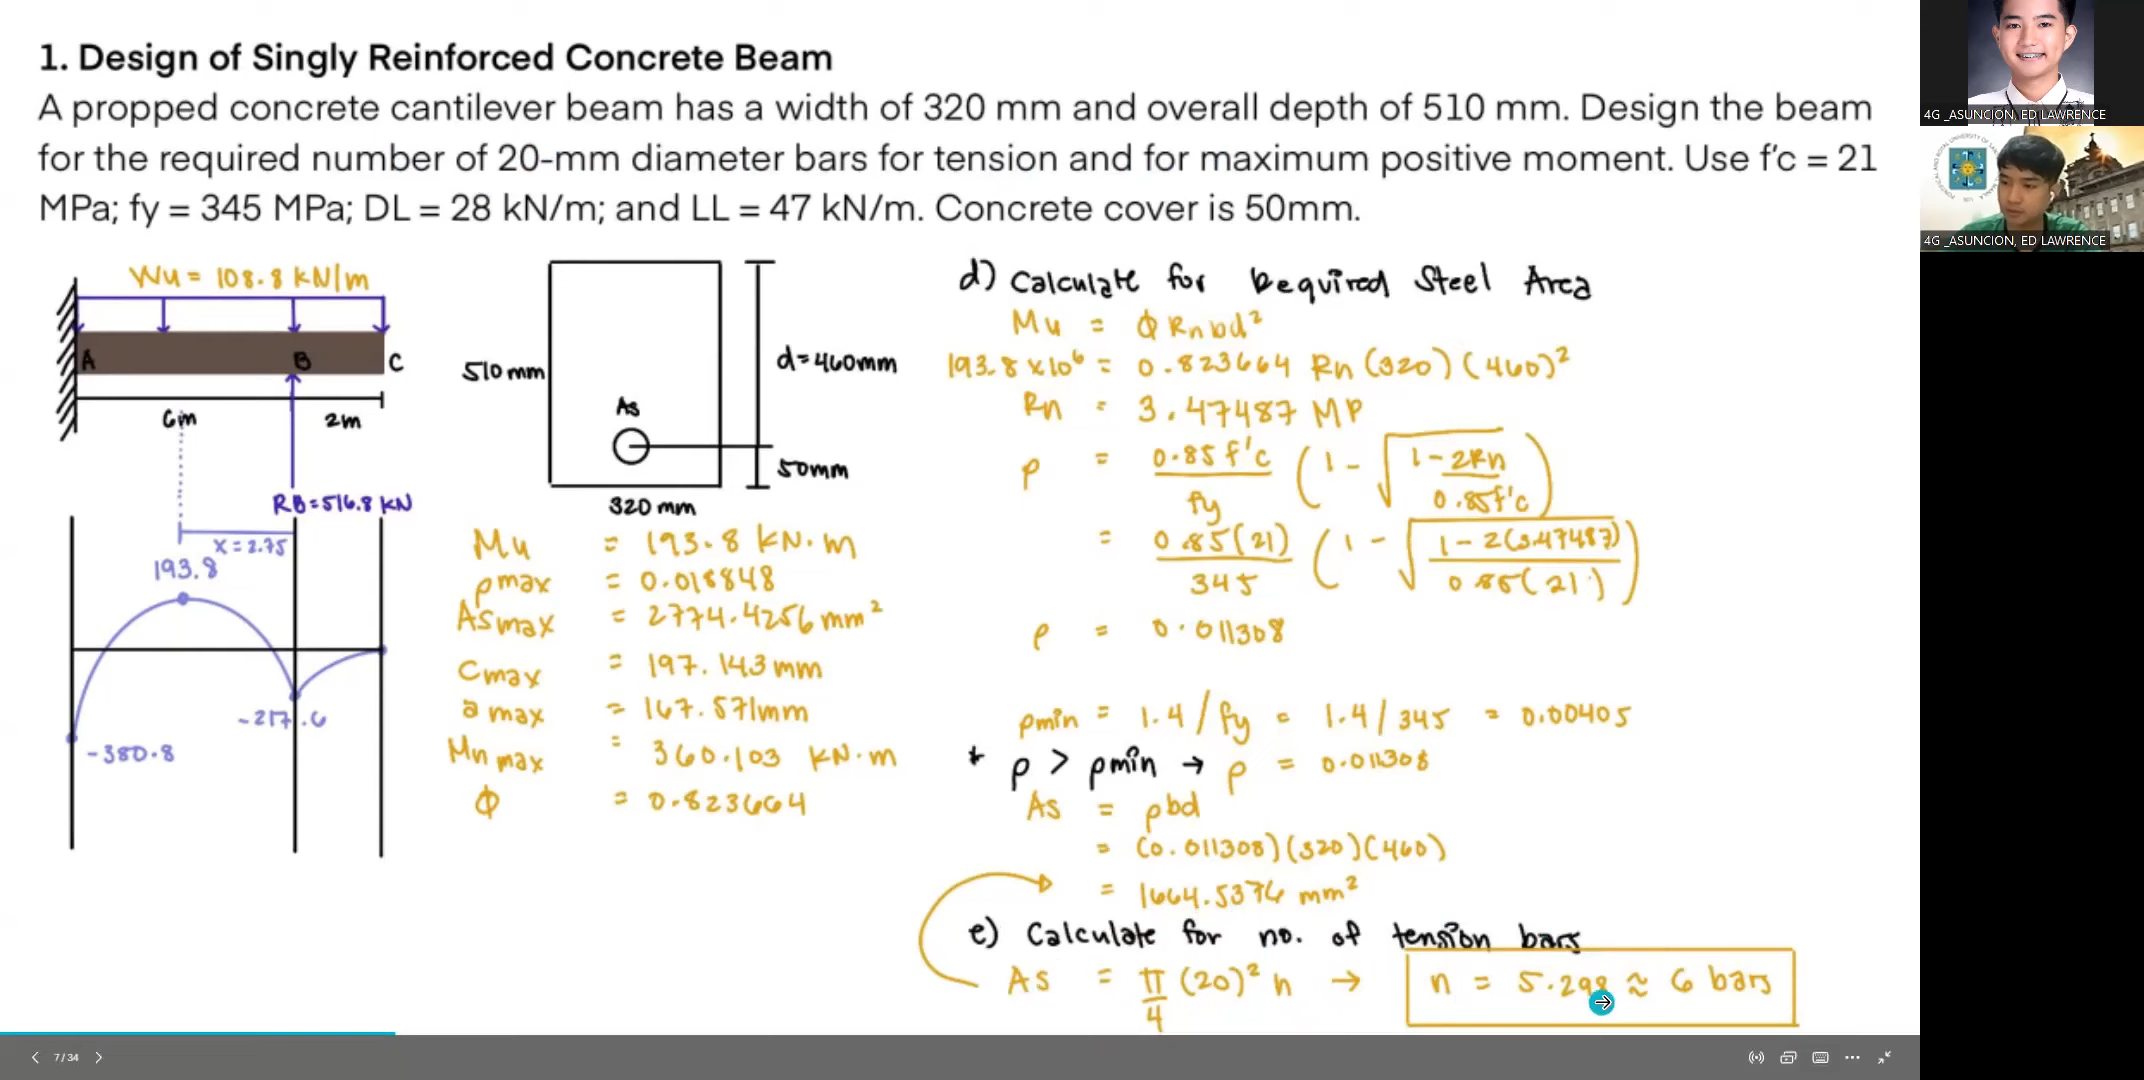 1. Design of Singly Reinforced Concrete Beam
A propped concrete cantilever beam has a width of 320 mm and overall depth of 510 mm. Design the beam
for the required number of 20-mm diameter bars for tension and for maximum positive moment. Use f'c = 21
MPa; fy = 345 MPa; DL = 28 kN/m; and LL = 47 kN/m. Concrete cover is 50mm.
Wu = 108.8 kN/m
A
B
C
6m
2m
RB = 516.8 KN
x = 2.75
193.8
-217.6
-380.8
510 mm
As
d = 460mm
50mm
320 mm
Mu = 193.8 KN·m
ρmax = 0.018848
Asmax = 2774.4256 mm²
Cmax = 197.143mm
a max = 167.571mm
Mn max = 360.103 KN·m
Φ = 0.823664
d) Calculate for Required Steel Area
Mu = Φ Rn bd²
193.8 x10⁶ = 0.823664 Rn (320) (460)²
Rn = 3.47487 MP
ρ = 0.85 f'c / fy (1 - √(1 - 2Rn / 0.85f'c))
= 0.85(21) / 345 (1 - √(1 - 2(3.47487) / 0.85(21)))
ρ = 0.011308
ρmin = 1.4 / fy = 1.4 / 345 = 0.00405
* ρ > ρmin → ρ = 0.011308
As = ρbd
= (0.011308)(320)(460)
= 1664.5376 mm²
e) Calculate for no. of tension bars
As = π/4 (20)² n → n = 5.298 ≈ 6 bars
4G _ASUNCION, ED LAWRENCE
4G _ASUNCION, ED LAWRENCE
7 / 34